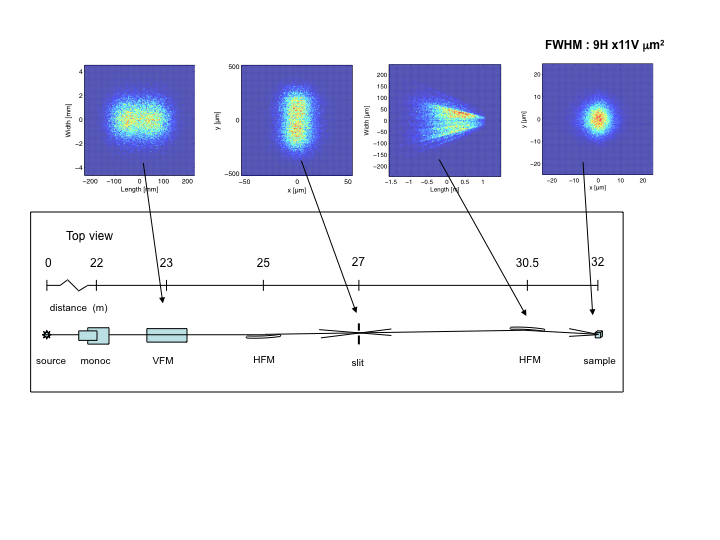 FWHM : 9H x11V μm²
4
2
0
−2
−4
Width [mm]
−200 −100 0 100 200
Length [mm]
500
0
−500
y [μm]
−50 0 50
x [μm]
200
150
100
50
0
−50
−100
−150
−200
Width [μm]
−1.5 −1 −0.5 0 0.5 1
Length [m]
20
10
0
−10
−20
y [μm]
−20 −10 0 10 20
x [μm]
Top view
0 22 23 25 27 30.5 32
distance (m)
source monoc VFM HFM slit HFM sample